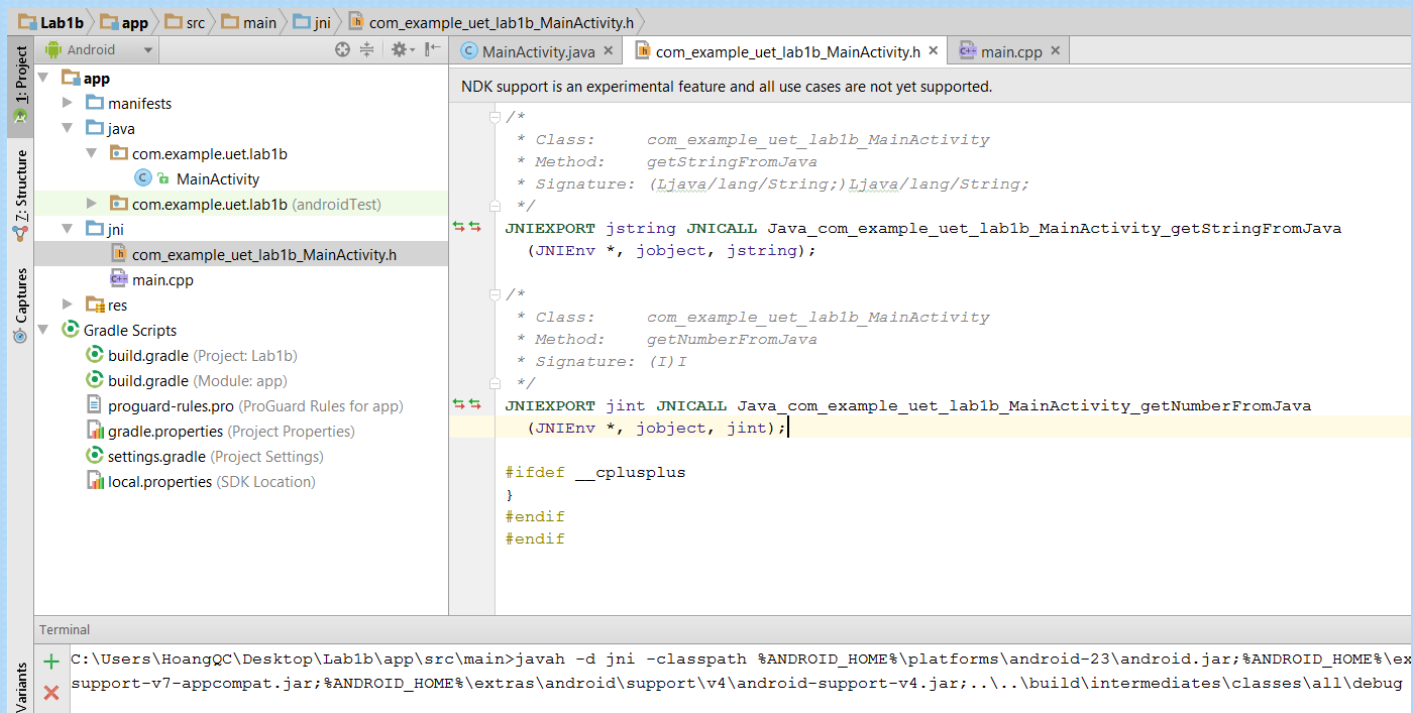 Lab1b app src main jni com_example_uet_lab1b_MainActivity.h
1: Project
Z: Structure
Captures
Variants
Android
app
manifests
java
com.example.uet.lab1b
MainActivity
com.example.uet.lab1b (androidTest)
jni
com_example_uet_lab1b_MainActivity.h
main.cpp
res
Gradle Scripts
build.gradle (Project: Lab1b)
build.gradle (Module: app)
proguard-rules.pro (ProGuard Rules for app)
gradle.properties (Project Properties)
settings.gradle (Project Settings)
local.properties (SDK Location)
MainActivity.java com_example_uet_lab1b_MainActivity.h main.cpp
NDK support is an experimental feature and all use cases are not yet supported.
/*
* Class: com_example_uet_lab1b_MainActivity
* Method: getStringFromJava
* Signature: (Ljava/lang/String;)Ljava/lang/String;
*/
JNIEXPORT jstring JNICALL Java_com_example_uet_lab1b_MainActivity_getStringFromJava
(JNIEnv *, jobject, jstring);
/*
* Class: com_example_uet_lab1b_MainActivity
* Method: getNumberFromJava
* Signature: (I)I
*/
JNIEXPORT jint JNICALL Java_com_example_uet_lab1b_MainActivity_getNumberFromJava
(JNIEnv *, jobject, jint);
#ifdef __cplusplus
}
#endif
#endif
Terminal
C:\Users\HoangQC\Desktop\Lab1b\app\src\main>javah -d jni -classpath %ANDROID_HOME%\platforms\android-23\android.jar;%ANDROID_HOME%\ex
support-v7-appcompat.jar;%ANDROID_HOME%\extras\android\support\v4\android-support-v4.jar;..\..\build\intermediates\classes\all\debug